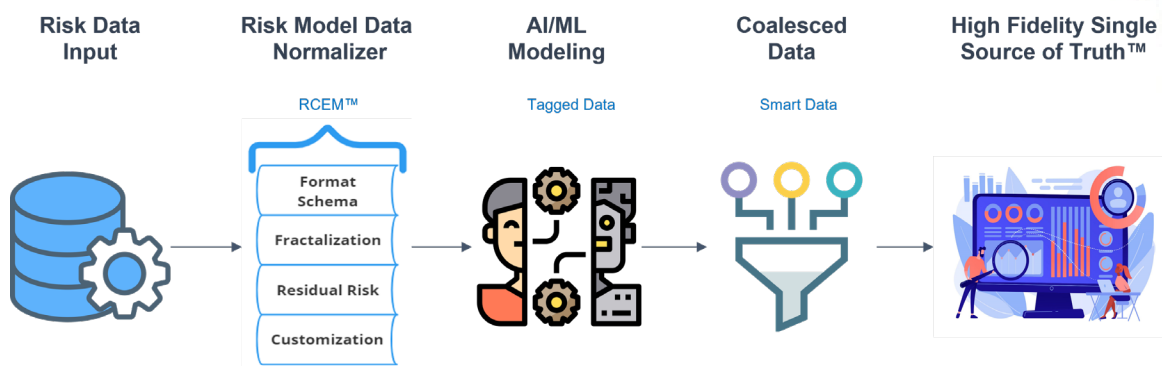 Risk Data
Input
Risk Model Data
Normalizer
AI/ML
Modeling
Coalesced
Data
High Fidelity Single
Source of Truth™
RCEM™
Tagged Data
Smart Data
Format
Schema
Fractalization
Residual Risk
Customization